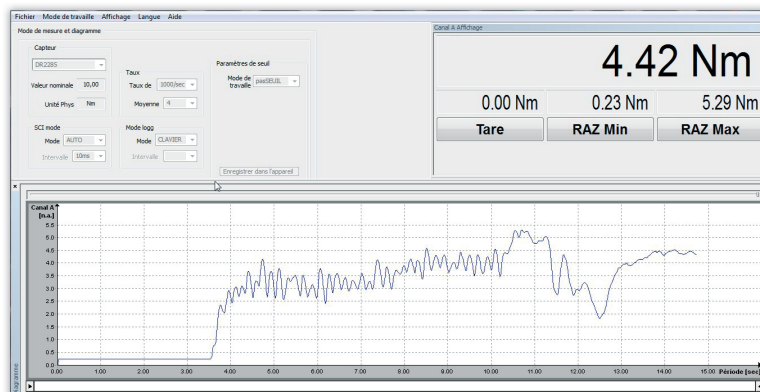 Fichier Mode de travaille Affichage Langue Aide
Mode de mesure et diagramme
Capteur
DR2285
Valeur nominale 10,00
Unité Phys Nm
Taux
Taux de 1000/sec
Moyenne 4
Paramètres de seuil
Mode de travaille pasSEUIL
SCI mode
Mode AUTO
Intervalle 10ms
Mode logg
Mode CLAVIER
Intervalle
Enregistrer dans l'appareil
Canal A Affichage
4.42 Nm
0.00 Nm 0.23 Nm 5.29 Nm
Tare RAZ Min RAZ Max
Canal A
[n.a.]
5.5
5.0
4.5
4.0
3.5
3.0
2.5
2.0
1.5
1.0
0.5
0.0
0.00 1.00 2.00 3.00 4.00 5.00 6.00 7.00 8.00 9.00 10.00 11.00 12.00 13.00 14.00 15.00 Période [sec]